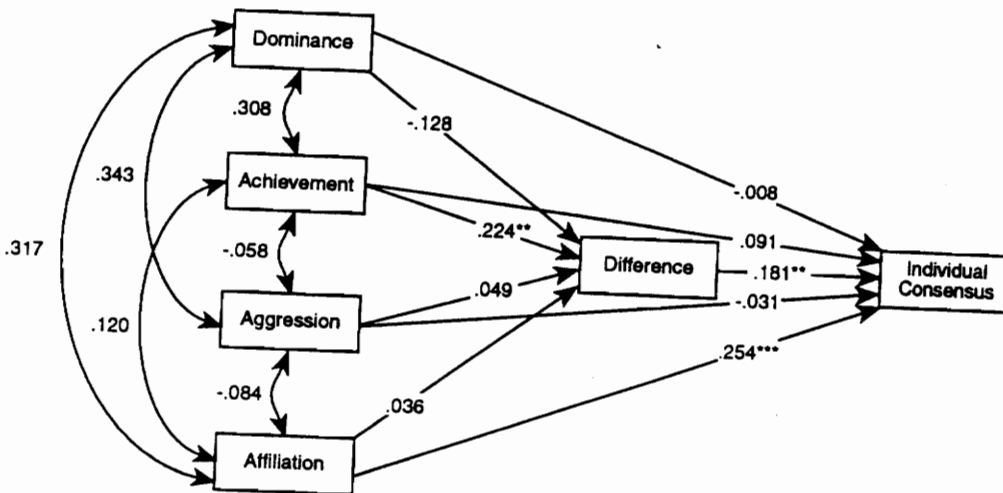 Dominance
.308
-.128
.343
Achievement
-.008
.224**
.091
.317
-.058
Difference
.181**
Individual
Consensus
.049
-.031
.120
Aggression
.254***
-.084
.036
Affiliation